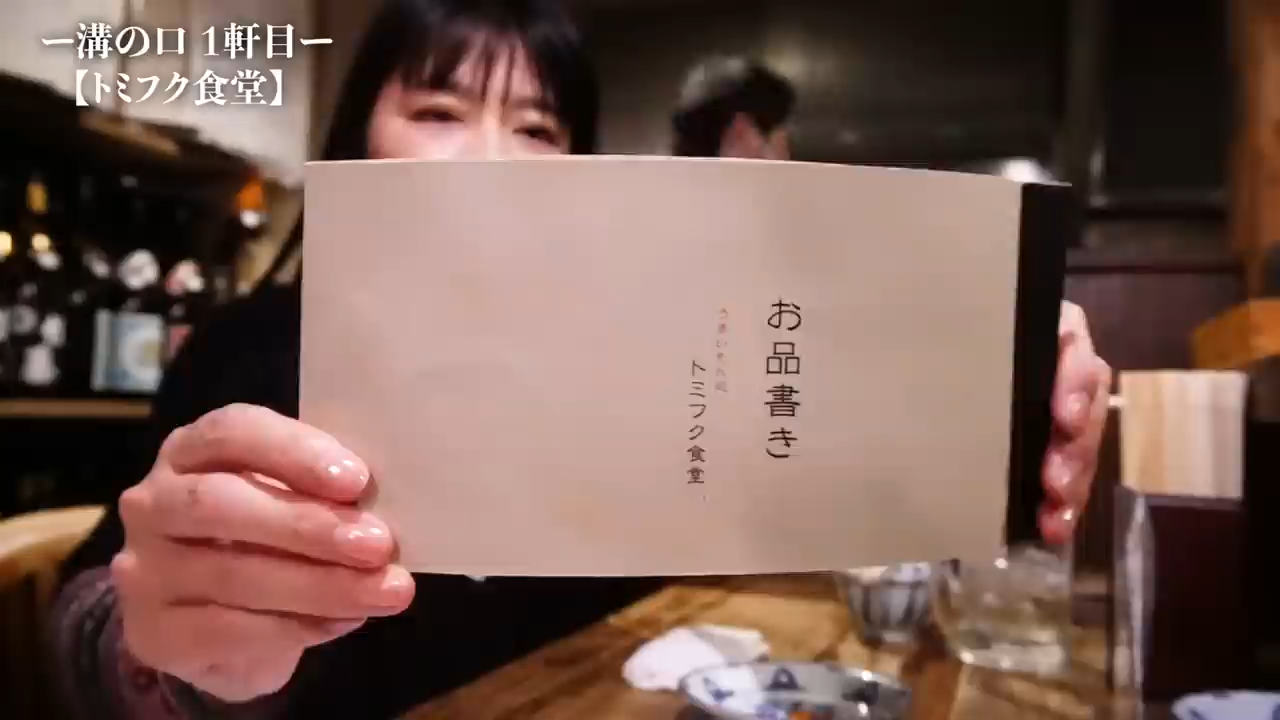 ー溝の口 1軒目ー
【トミフク食堂】
お品書き
トミフク食堂